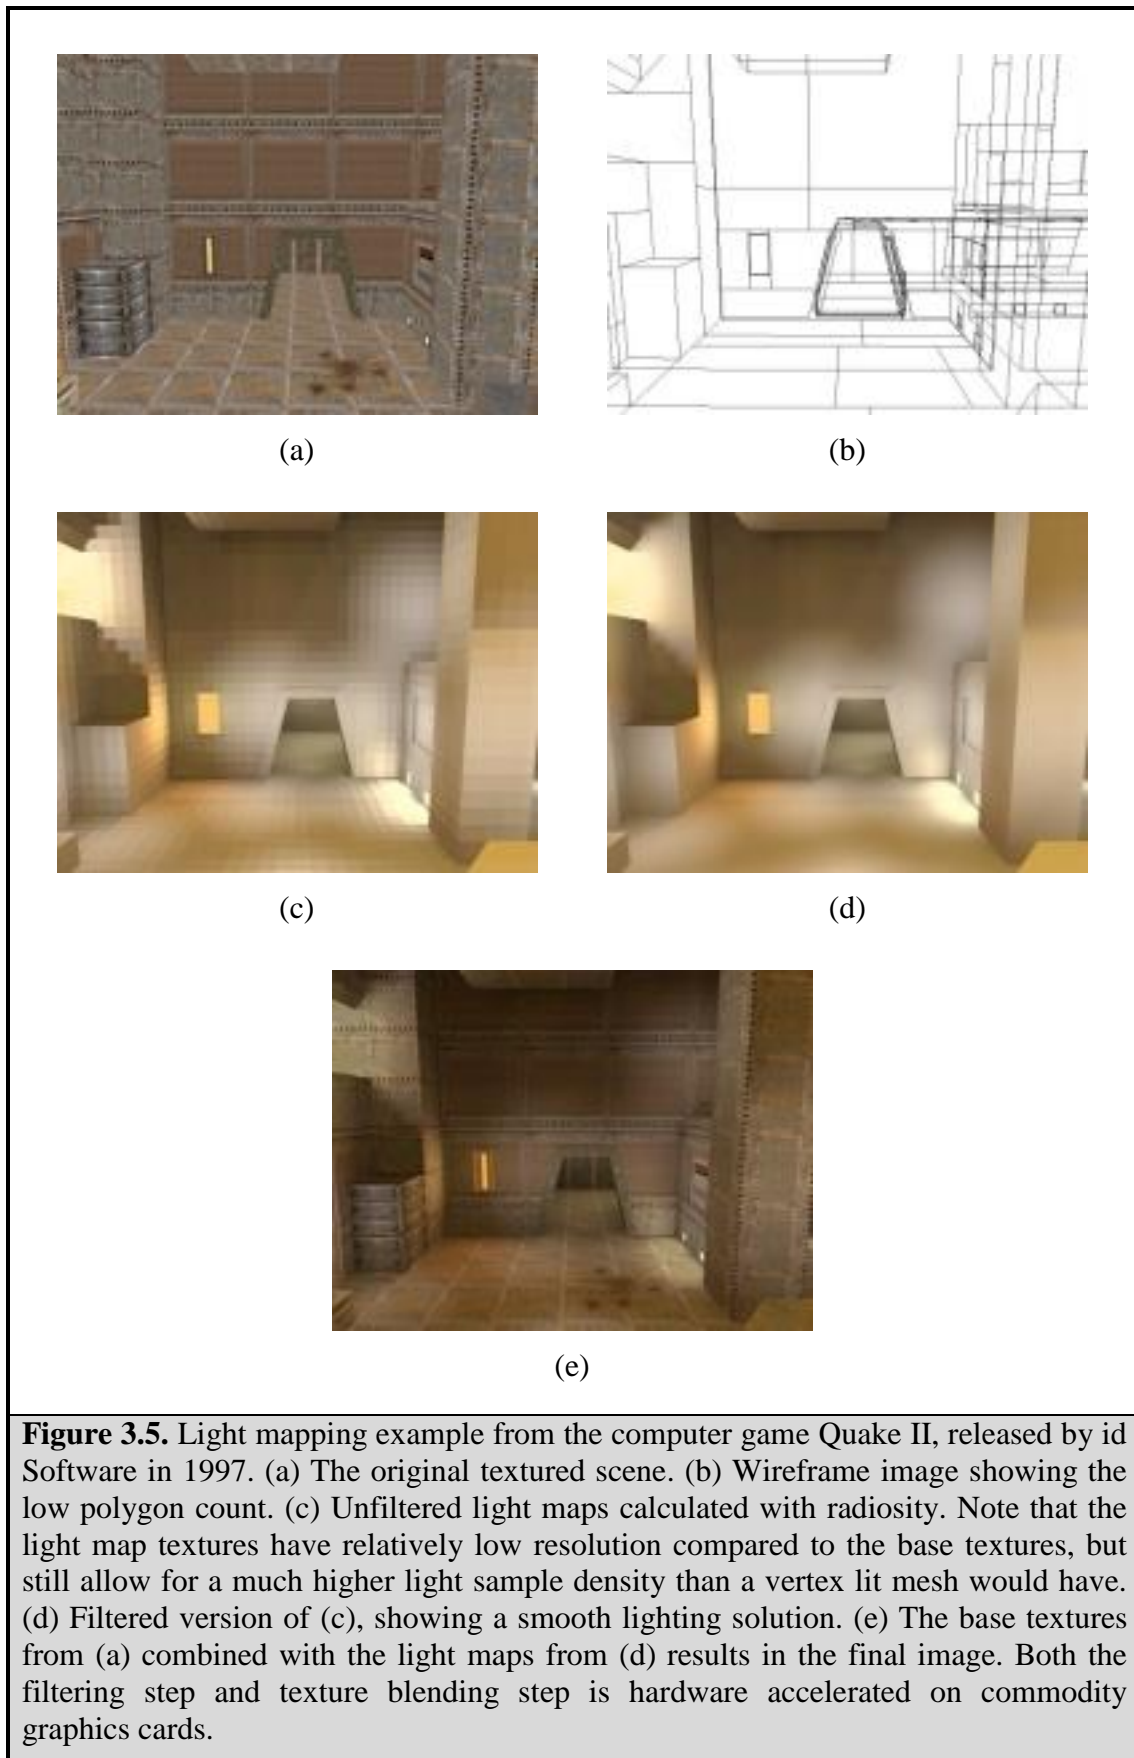 (a)
(b)
(c)
(d)
(e)
Figure 3.5. Light mapping example from the computer game Quake II, released by id
Software in 1997. (a) The original textured scene. (b) Wireframe image showing the
low polygon count. (c) Unfiltered light maps calculated with radiosity. Note that the
light map textures have relatively low resolution compared to the base textures, but
still allow for a much higher light sample density than a vertex lit mesh would have.
(d) Filtered version of (c), showing a smooth lighting solution. (e) The base textures
from (a) combined with the light maps from (d) results in the final image. Both the
filtering step and texture blending step is hardware accelerated on commodity
graphics cards.